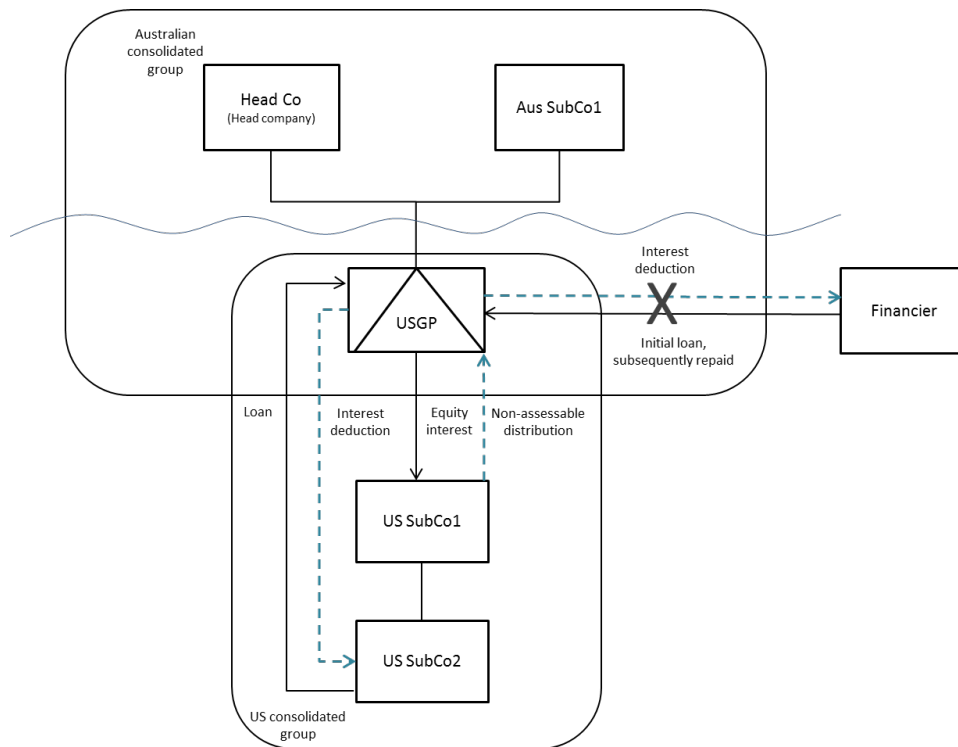 Australian
consolidated
group
Head Co
(Head company)
Aus SubCo1
Interest
deduction
X
USGP
Financier
Initial loan,
subsequently repaid
Loan
Interest
deduction
Equity
interest
Non-assessable
distribution
US SubCo1
US SubCo2
US consolidated
group